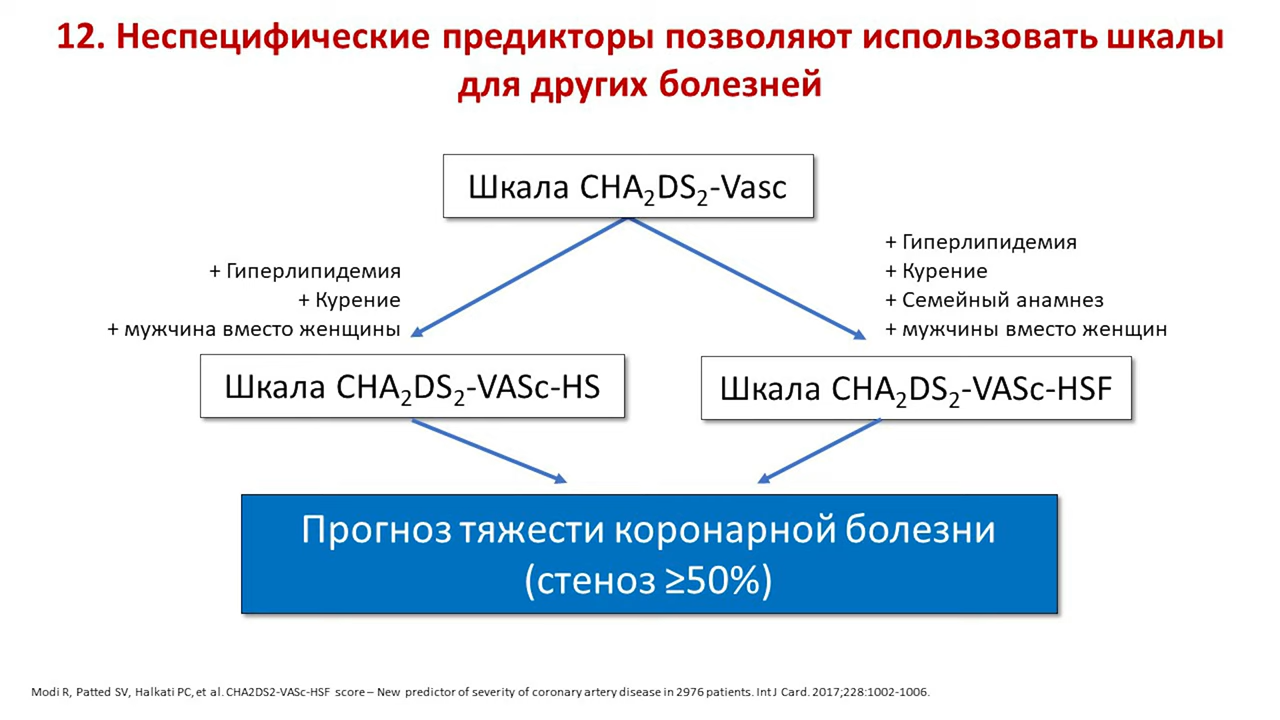 12. Неспецифические предикторы позволяют использовать шкалы
для других болезней
Шкала CHA₂DS₂-Vasc
+ Гиперлипидемия
+ Курение
+ мужчина вместо женщины
+ Гиперлипидемия
+ Курение
+ Семейный анамнез
+ мужчины вместо женщин
Шкала CHA₂DS₂-VASc-HS
Шкала CHA₂DS₂-VASc-HSF
Прогноз тяжести коронарной болезни
(стеноз ≥50%)
Modi R, Patted SV, Halkati PC, et al. CHA2DS2-VASc-HSF score – New predictor of severity of coronary artery disease in 2976 patients. Int J Card. 2017;228:1002-1006.